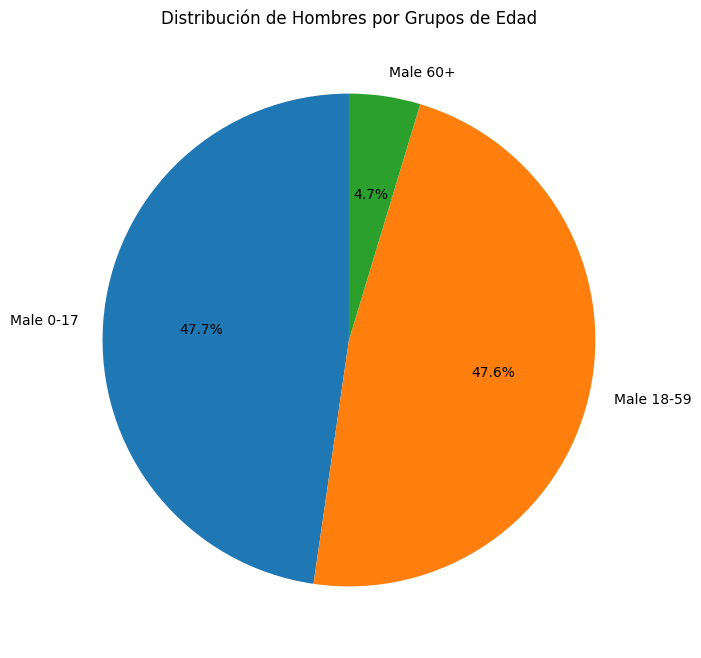 Distribución de Hombres por Grupos de Edad
Male 60+
4.7%
Male 0-17
47.7%
47.6%
Male 18-59